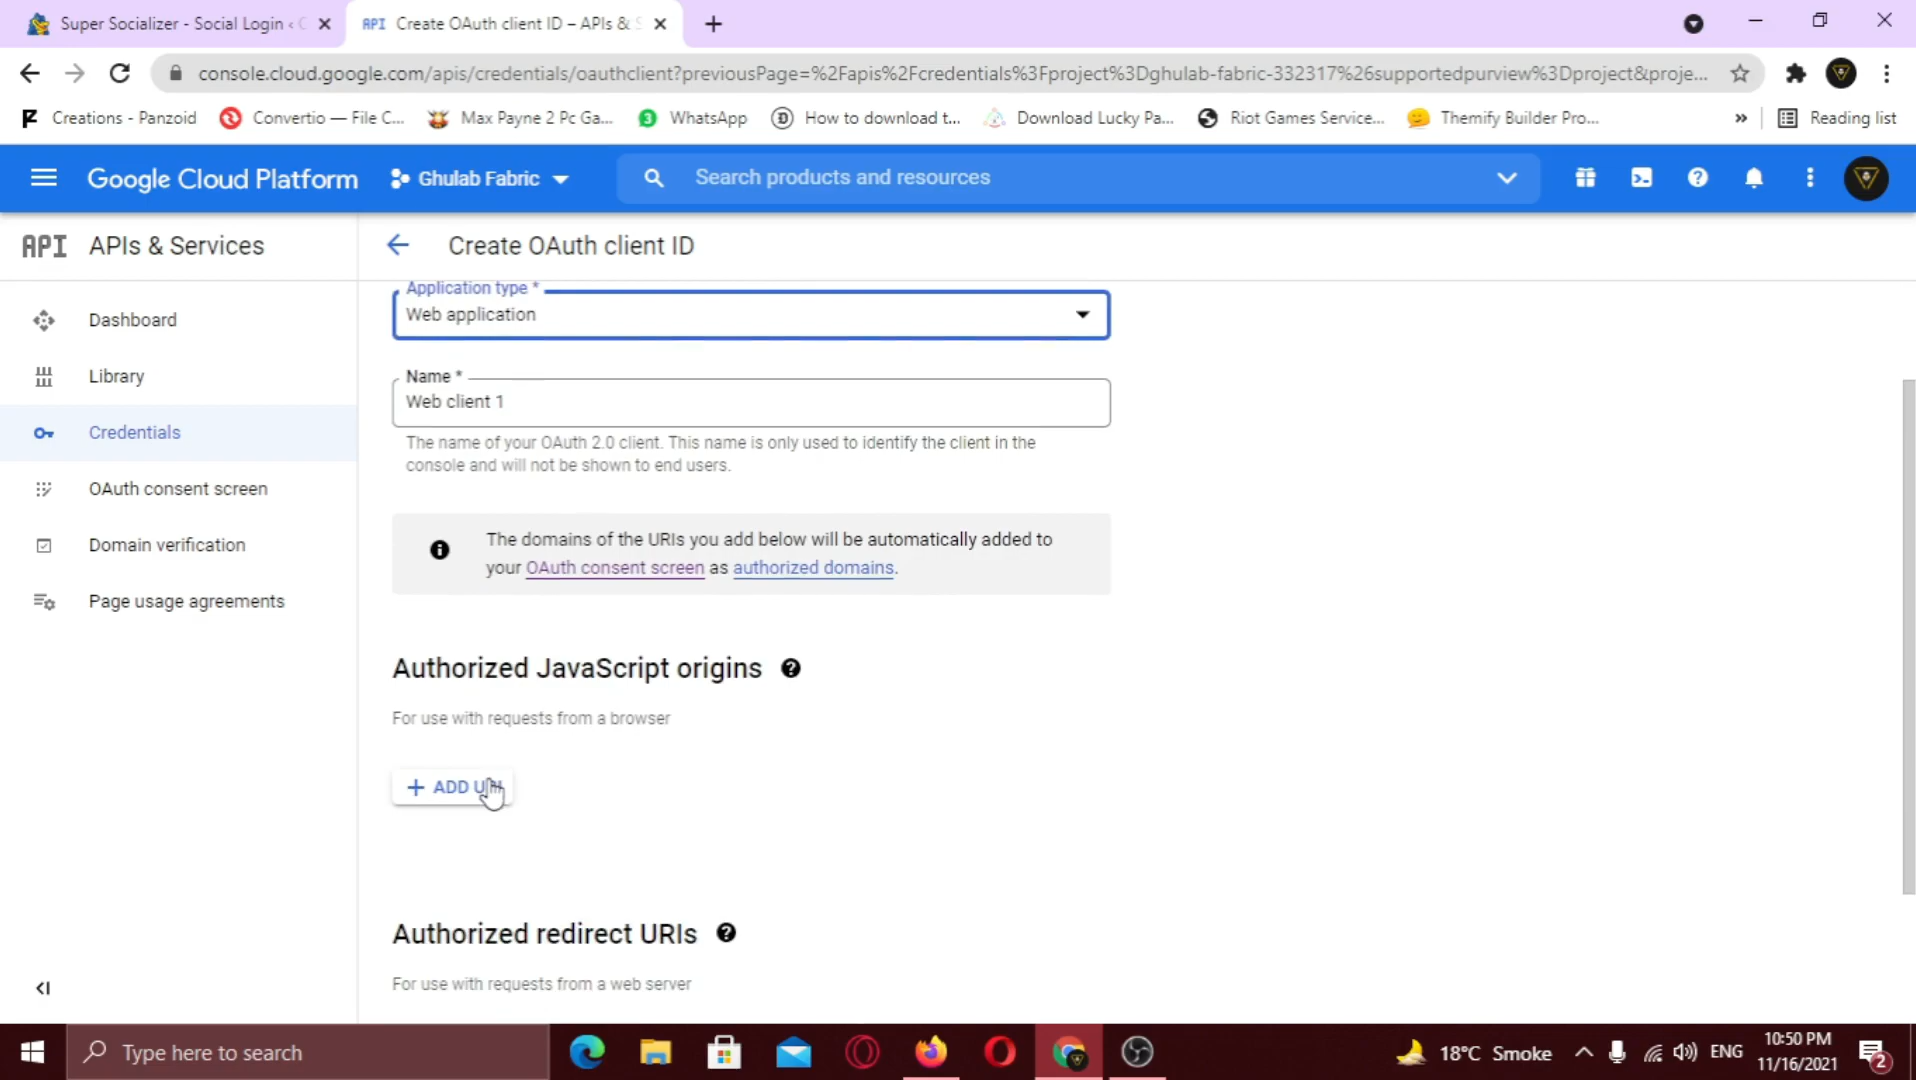 Super Socializer - Social Login ‹
API Create OAuth client ID – APIs &
console.cloud.google.com/apis/credentials/oauthclient?previousPage=%2Fapis%2Fcredentials%3Fproject%3Dghulab-fabric-332317%26supportedpurview%3Dproject&proje...
Creations - Panzoid
Convertio — File C...
Max Payne 2 Pc Ga...
3 WhatsApp
How to download t...
Download Lucky Pa...
Riot Games Service...
Themify Builder Pro...
»
Reading list
Google Cloud Platform
Ghulab Fabric
Search products and resources
API APIs & Services
Create OAuth client ID
Dashboard
Library
Credentials
OAuth consent screen
Domain verification
Page usage agreements
Application type *
Web application
Name *
Web client 1
The name of your OAuth 2.0 client. This name is only used to identify the client in the
console and will not be shown to end users.
The domains of the URIs you add below will be automatically added to
your OAuth consent screen as authorized domains.
Authorized JavaScript origins
For use with requests from a browser
+ ADD URI
Authorized redirect URIs
For use with requests from a web server
Type here to search
18°C Smoke
ENG
10:50 PM
11/16/2021
2